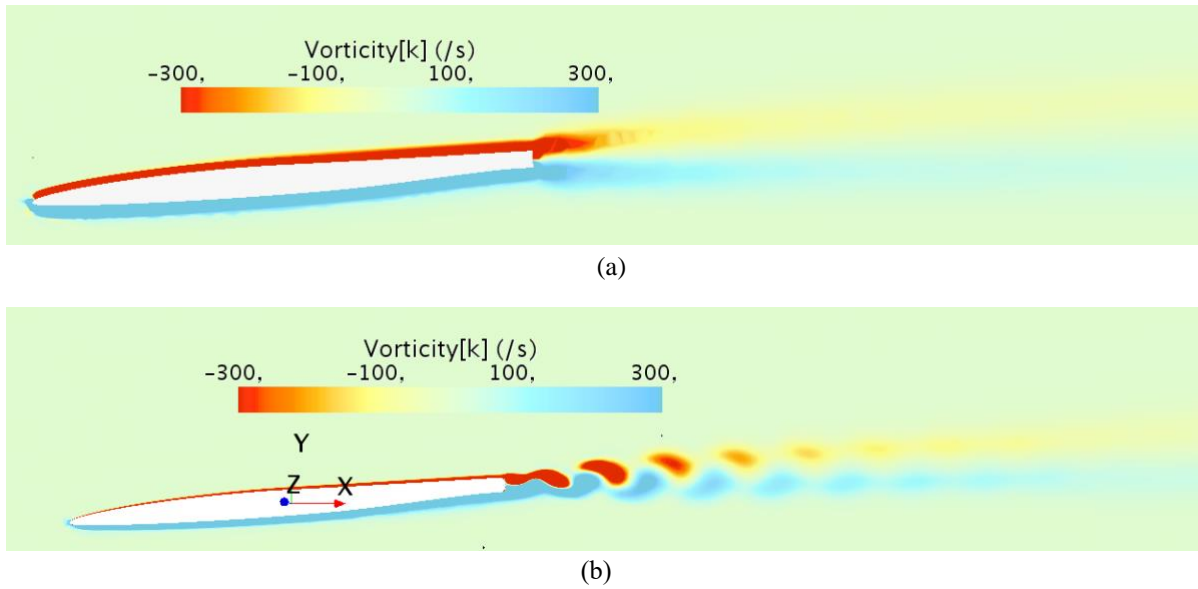 Vorticity[k] (/s)
-300, -100, 100, 300,
(a)
Vorticity[k] (/s)
-300, -100, 100, 300,
Y
Z X
(b)